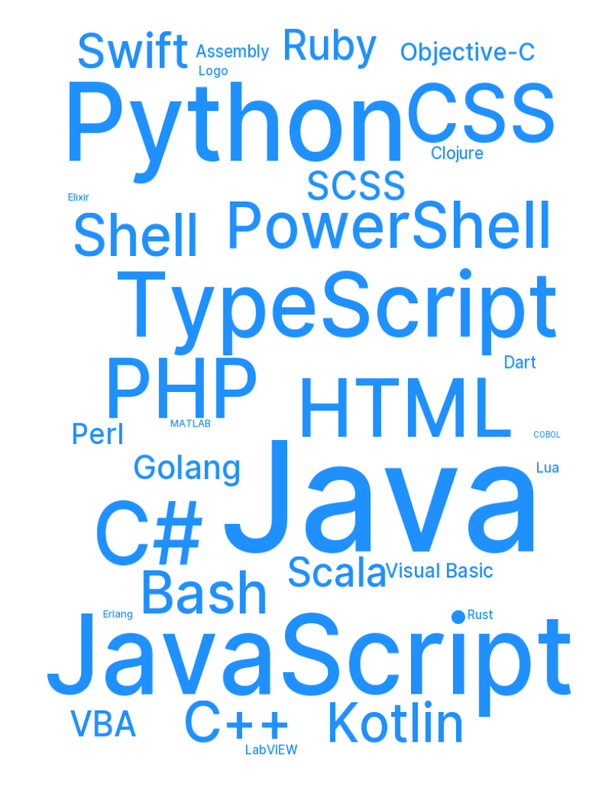 Swift Assembly Ruby Objective-C
Logo
Python CSS
Clojure
SCSS
Elixir
Shell PowerShell
TypeScript
PHP Dart
HTML
MATLAB
Perl COBOL
Golang Java Lua
C#
Scala Visual Basic
Bash
Erlang Rust
JavaScript
VBA C++ Kotlin
LabVIEW